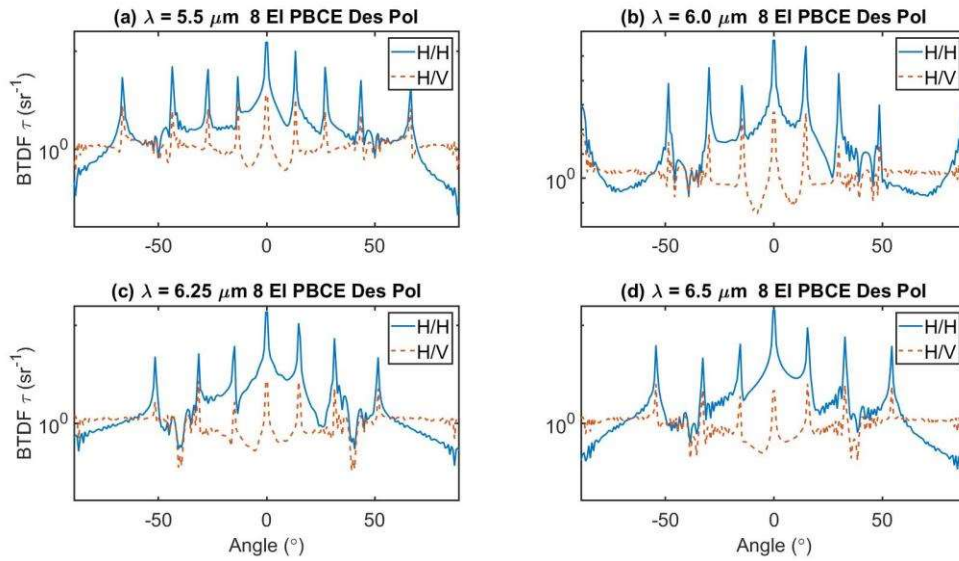 (a) λ = 5.5 μm  8 El PBCE Des Pol
H/H
H/V
BTDF τ (sr⁻¹)
10⁰
-50 0 50
(b) λ = 6.0 μm  8 El PBCE Des Pol
H/H
H/V
10⁰
-50 0 50
(c) λ = 6.25 μm 8 El PBCE Des Pol
H/H
H/V
BTDF τ (sr⁻¹)
10⁰
-50 0 50
Angle (°)
(d) λ = 6.5 μm  8 El PBCE Des Pol
H/H
H/V
10⁰
-50 0 50
Angle (°)